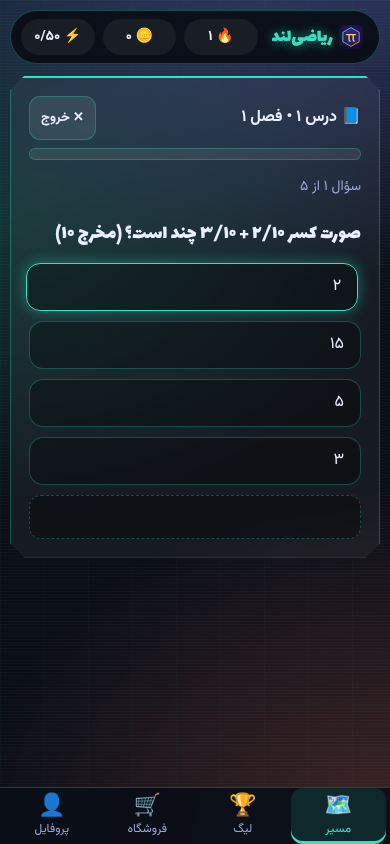 ریاضی‌لند
🔥 ۱
🪙 ۰
⚡ ۰/۵۰
📘 درس ۱ • فصل ۱
✕ خروج
سؤال ۱ از ۵
صورت کسر ۲/۱۰ + ۳/۱۰ چند است؟ (مخرج ۱۰)
۲
۱۵
۵
۳
مسیر
لیگ
فروشگاه
پروفایل